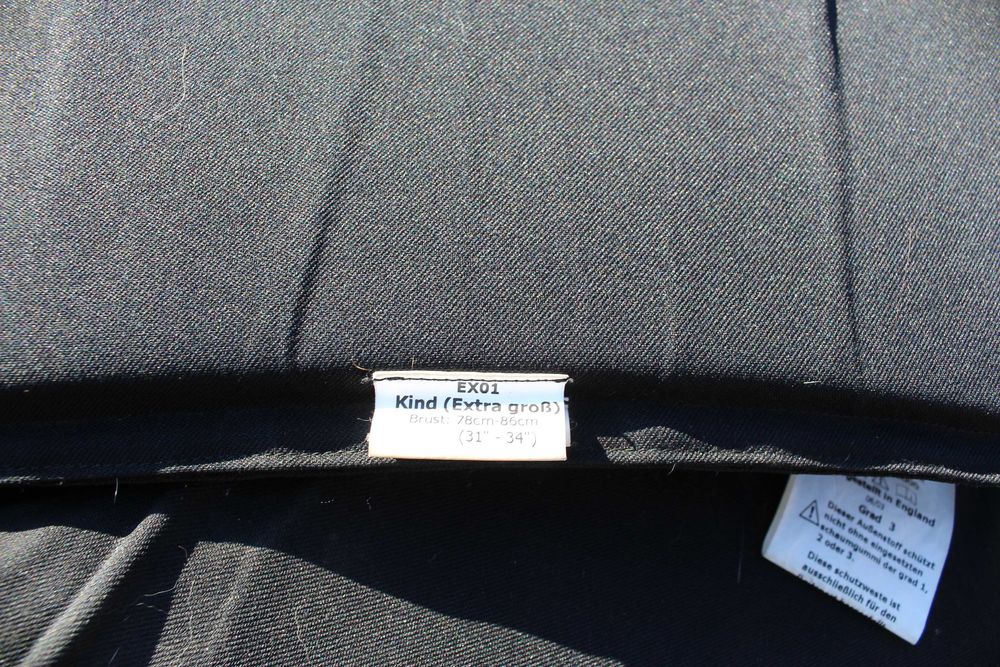 EX01
Kind (Extra groß)
Brust: 78cm-86cm
(31" - 34")
in England
Grad 3
Dieser Außenstoff schützt
nicht ohne eingesetzten
schaumgummi der grad 1,
2 oder 3.
Diese schutzweste ist
ausschließlich für den